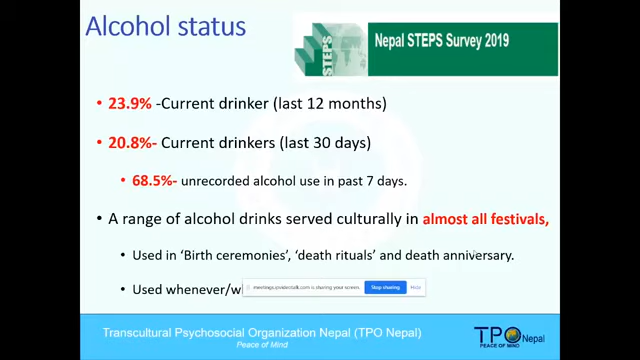 Alcohol status
STEPS
Nepal STEPS Survey 2019
• 23.9% -Current drinker (last 12 months)
• 20.8%- Current drinkers (last 30 days)
• 68.5%- unrecorded alcohol use in past 7 days.
• A range of alcohol drinks served culturally in almost all festivals,
• Used in ‘Birth ceremonies’, ‘death rituals’ and death anniversary.
• Used whenever/w
is sharing your screen.
Stop sharing
Hide
Transcultural Psychosocial Organization Nepal (TPO Nepal)
Peace of Mind
TPO Nepal
PEACE OF MIND